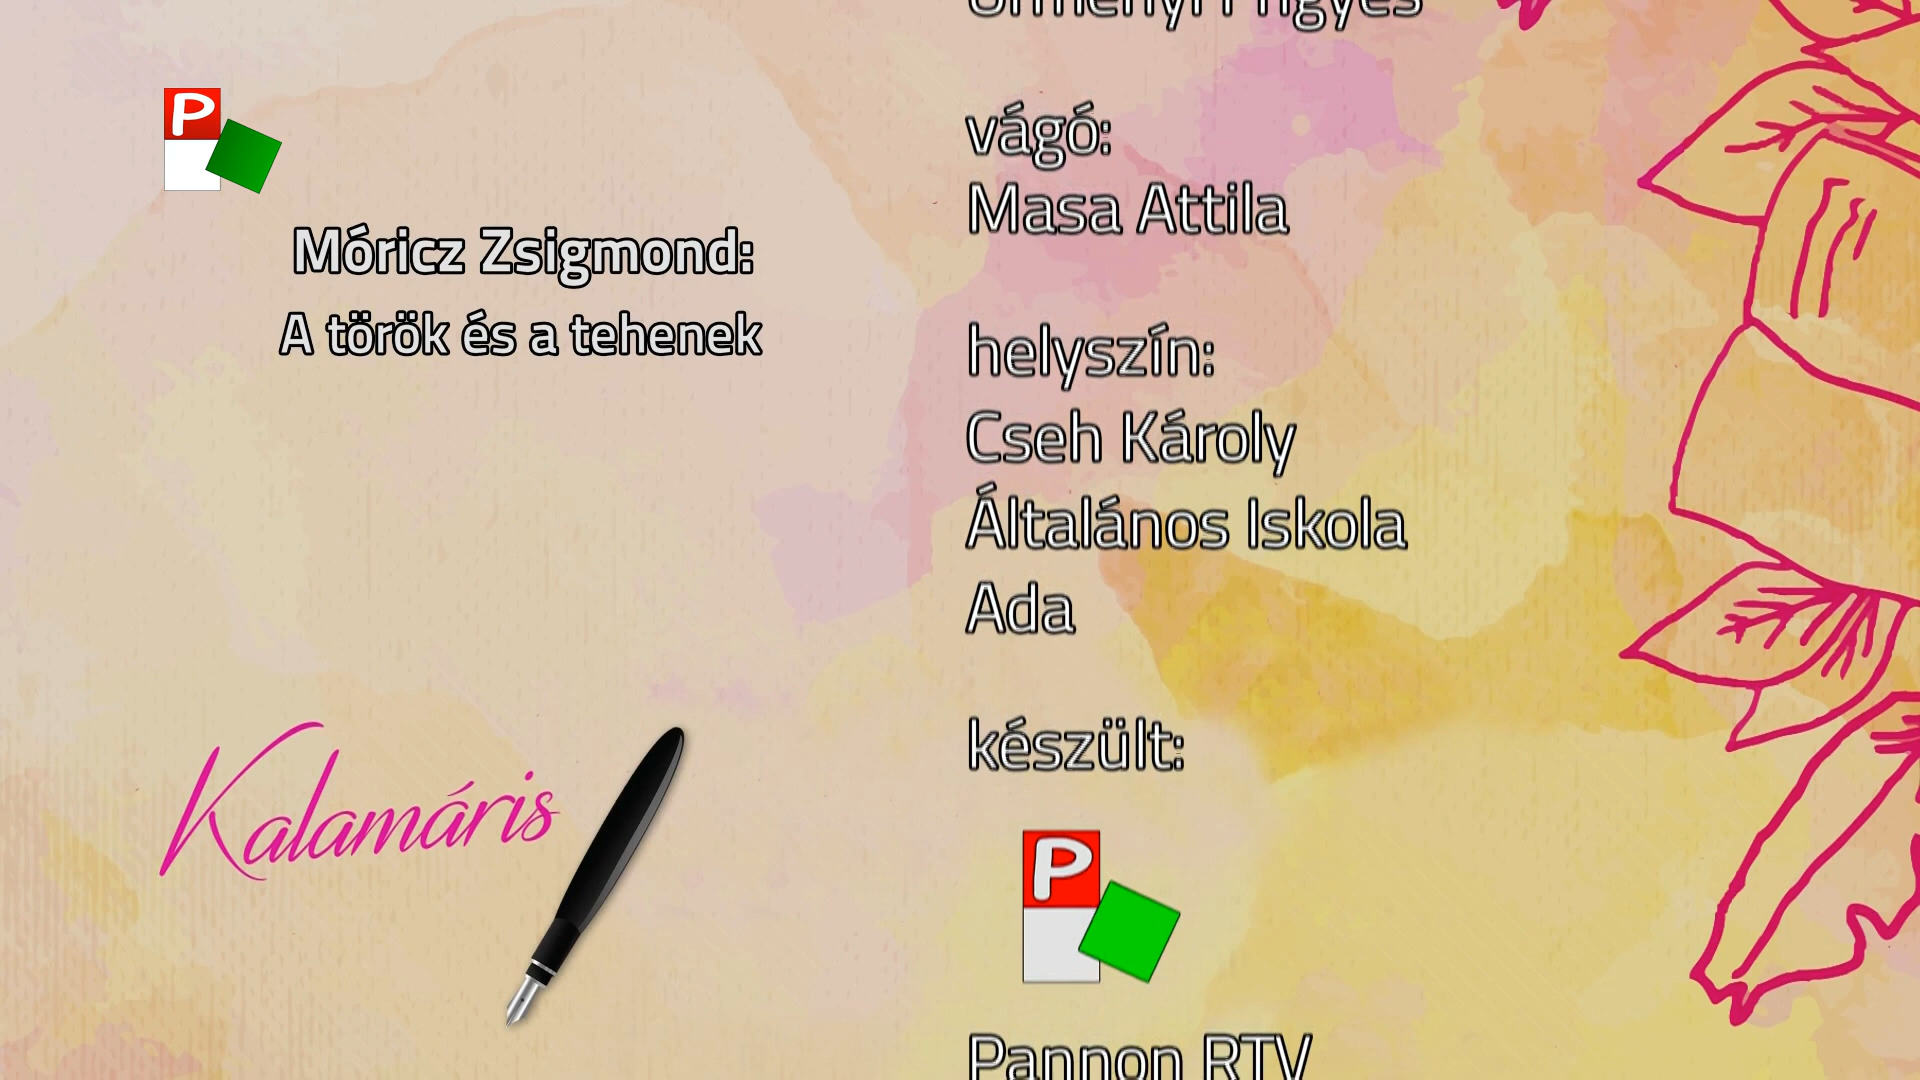 P
Móricz Zsigmond:
A török és a tehenek
Kalamáris
vágó:
Masa Attila
helyszín:
Cseh Károly
Általános Iskola
Ada
készült:
P
Pannon RTV